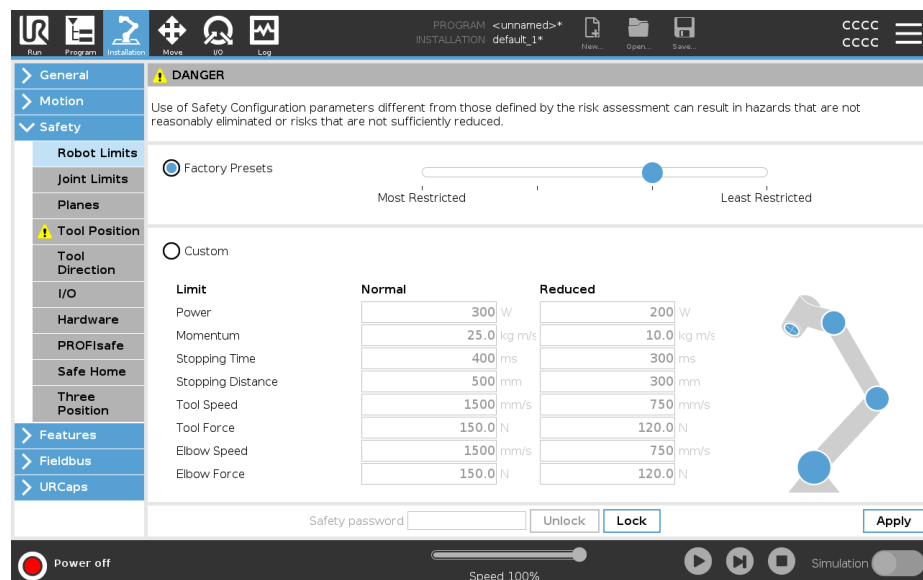 PROGRAM <unnamed>*
INSTALLATION default_1*
CCCC
CCCC
Run Program Installation Move I/O Log New... Open... Save...
General
Motion
Safety
Robot Limits
Joint Limits
Planes
Tool Position
Tool
Direction
I/O
Hardware
PROFIsafe
Safe Home
Three
Position
Features
Fieldbus
URCaps
DANGER
Use of Safety Configuration parameters different from those defined by the risk assessment can result in hazards that are not
reasonably eliminated or risks that are not sufficiently reduced.
Factory Presets
Most Restricted Least Restricted
Custom
Limit Normal Reduced
Power 300 W 200 W
Momentum 25.0 kg m/s 10.0 kg m/s
Stopping Time 400 ms 300 ms
Stopping Distance 500 mm 300 mm
Tool Speed 1500 mm/s 750 mm/s
Tool Force 150.0 N 120.0 N
Elbow Speed 1500 mm/s 750 mm/s
Elbow Force 150.0 N 120.0 N
Safety password Unlock Lock Apply
Power off Speed 100% Simulation